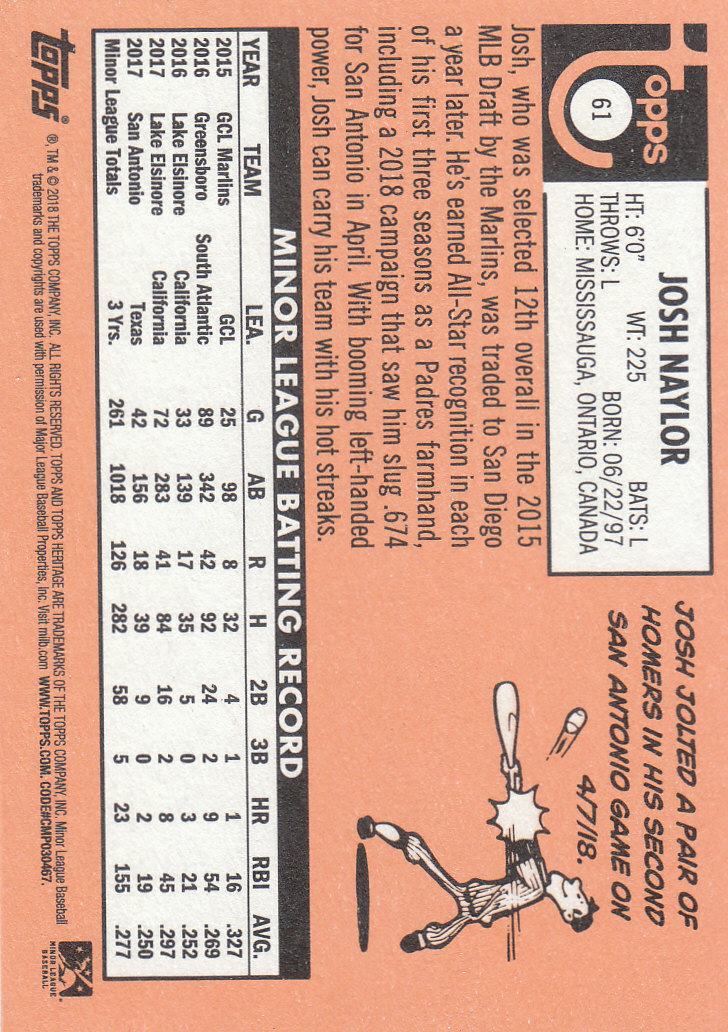 Topps
61
JOSH NAYLOR
HT: 6'0" WT: 225 BATS: L
THROWS: L BORN: 06/22/97
HOME: MISSISSAUGA, ONTARIO, CANADA
JOSH JOLTED A PAIR OF
HOMERS IN HIS SECOND
SAN ANTONIO GAME ON
4/7/18.
Josh, who was selected 12th overall in the 2015
MLB Draft by the Marlins, was traded to San Diego
a year later. He's earned All-Star recognition in each
of his first three seasons as a Padres farmhand,
including a 2018 campaign that saw him slug .674
for San Antonio in April. With booming left-handed
power, Josh can carry his team with his hot streaks.
MINOR LEAGUE BATTING RECORD
YEAR TEAM LEA. G AB R H 2B 3B HR RBI AVG.
2015 GCL Marlins GCL 25 98 8 32 4 1 1 16 .327
2016 Greensboro South Atlantic 89 342 42 92 24 2 9 54 .269
2016 Lake Elsinore California 33 139 17 35 5 0 3 21 .252
2017 Lake Elsinore California 72 283 41 84 16 2 8 45 .297
2017 San Antonio Texas 42 156 18 39 9 0 2 19 .250
Minor League Totals 3 Yrs. 261 1018 126 282 58 5 23 155 .277
Topps® ®, TM & © 2018 THE TOPPS COMPANY, INC. ALL RIGHTS RESERVED. TOPPS AND TOPPS HERITAGE ARE TRADEMARKS OF THE TOPPS COMPANY, INC. Minor League Baseball
trademarks and copyrights are used with permission of Major League Baseball Properties, Inc. Visit milb.com WWW.TOPPS.COM. CODE#CMP030467.
MINOR LEAGUE
BASEBALL